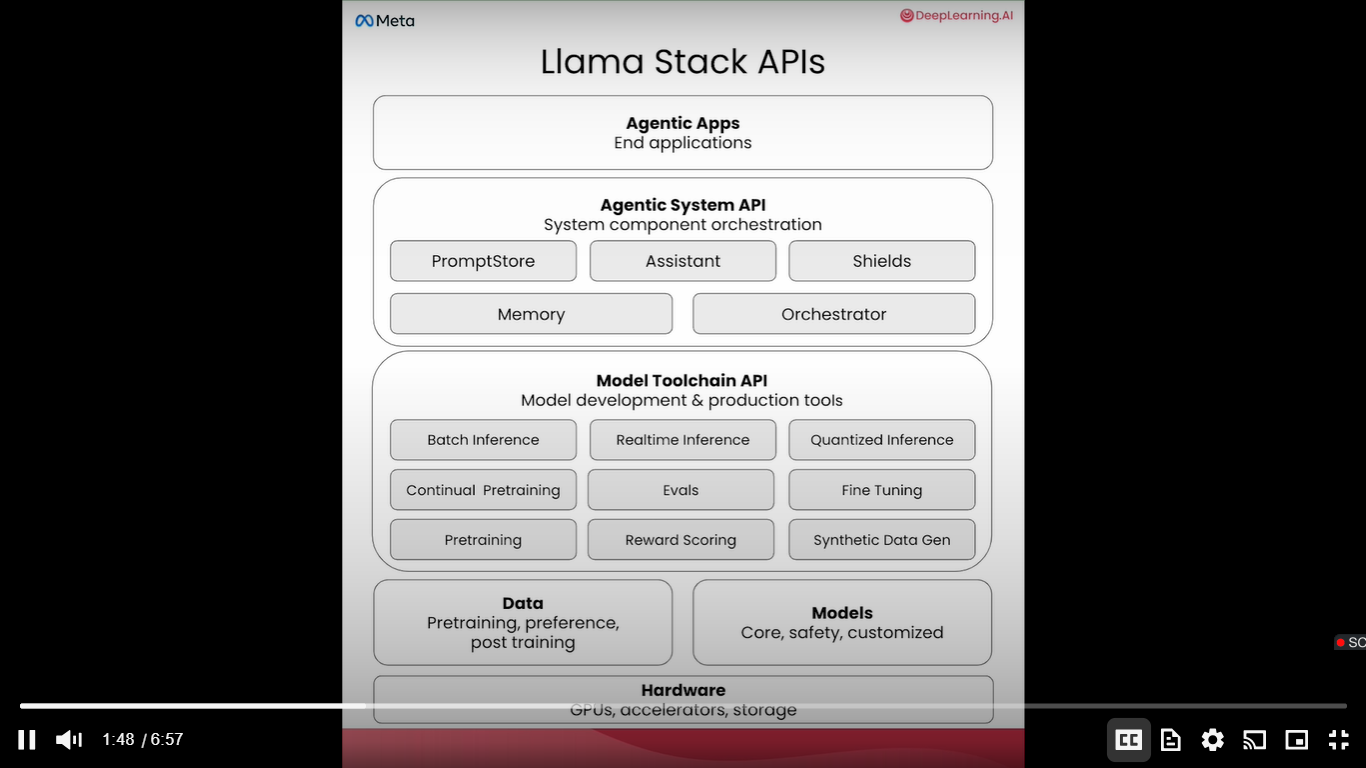 Meta
DeepLearning.AI
Llama Stack APIs
Agentic Apps
End applications
Agentic System API
System component orchestration
PromptStore
Assistant
Shields
Memory
Orchestrator
Model Toolchain API
Model development & production tools
Batch Inference
Realtime Inference
Quantized Inference
Continual Pretraining
Evals
Fine Tuning
Pretraining
Reward Scoring
Synthetic Data Gen
Data
Pretraining, preference,
post training
Models
Core, safety, customized
Hardware
GPUs, accelerators, storage
SC
1:48 / 6:57
CC